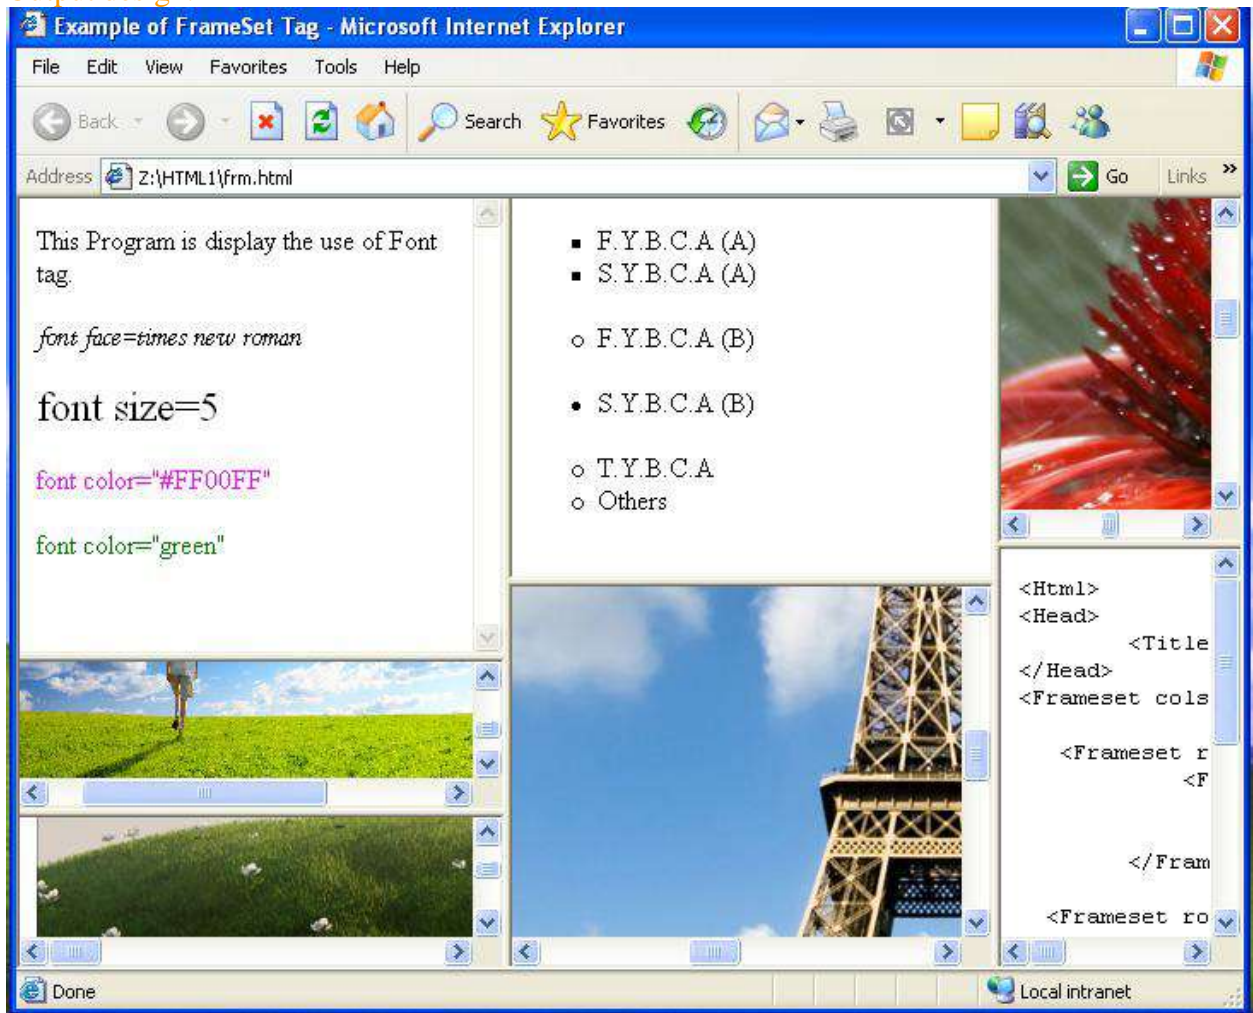 Example of FrameSet Tag - Microsoft Internet Explorer
File Edit View Favorites Tools Help
Back Search Favorites
Address Z:\HTML1\frm.html Go Links »
This Program is display the use of Font
tag.
font face=times new roman
font size=5
font color="#FF00FF"
font color="green"
F.Y.B.C.A (A)
S.Y.B.C.A (A)
F.Y.B.C.A (B)
S.Y.B.C.A (B)
T.Y.B.C.A
Others
<Html>
<Head>
<Title
</Head>
<Frameset cols
<Frameset r
<F
</Fram
<Frameset ro
Done Local intranet